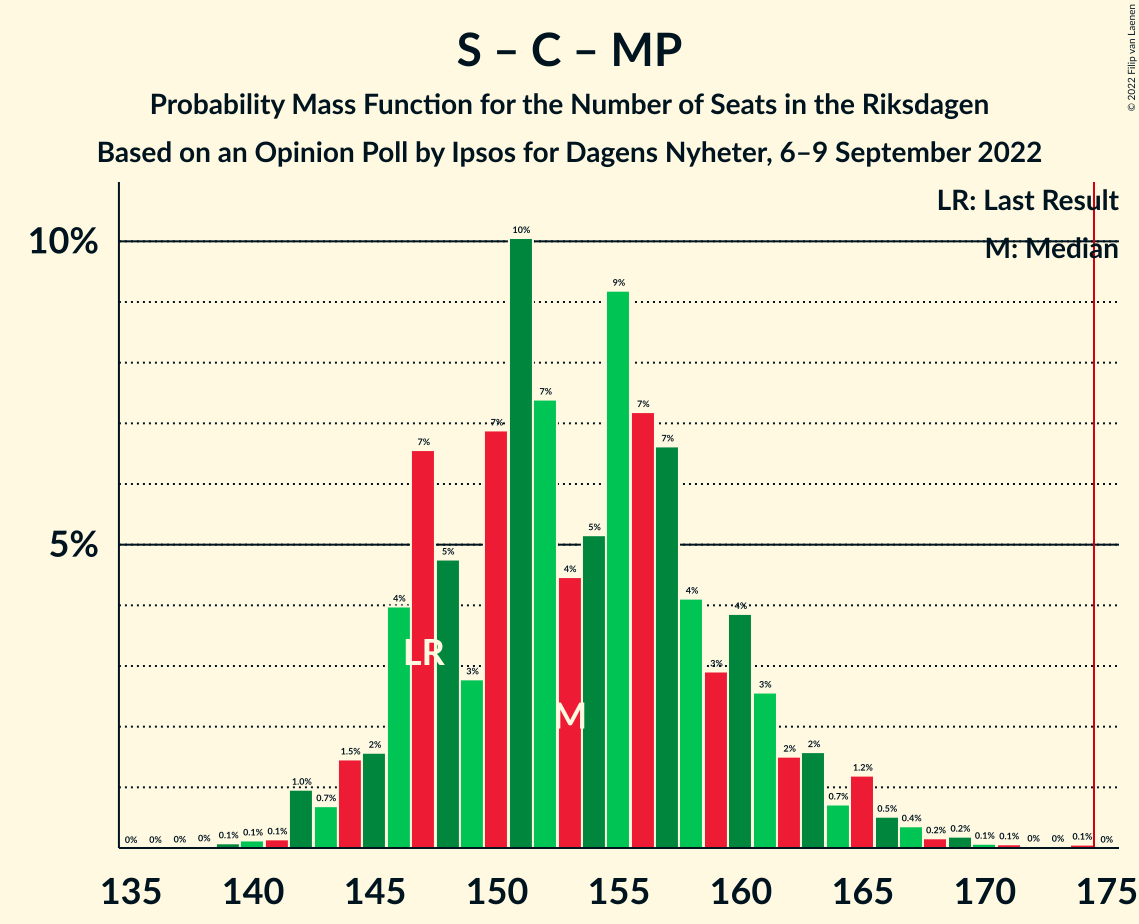 S – C – MP
Probability Mass Function for the Number of Seats in the Riksdagen
Based on an Opinion Poll by Ipsos for Dagens Nyheter, 6–9 September 2022
© 2022 Filip van Laenen
LR: Last Result
M: Median
10%
5%
0% 0% 0% 0% 0.1% 0.1% 0.1% 1.0% 0.7% 1.5% 2% 4% 7% 5% 3% 7% 10% 7% 4% 5% 9% 7% 7% 4% 3% 4% 3% 2% 2% 0.7% 1.2% 0.5% 0.4% 0.2% 0.2% 0.1% 0.1% 0% 0% 0.1% 0%
LR
M
135 140 145 150 155 160 165 170 175